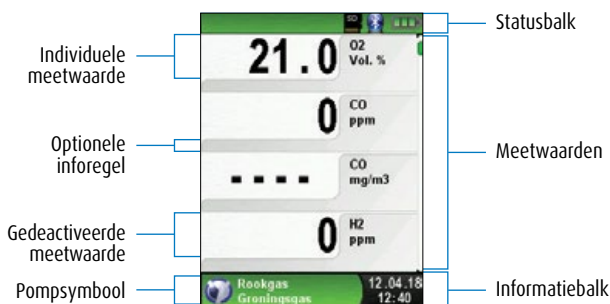 SD
Statusbalk
Individuele
meetwaarde
21.0 O2
Vol. %
0 CO
ppm
Optionele
inforegel
Meetwaarden
- - - - CO
mg/m3
Gedeactiveerde
meetwaarde
0 H2
ppm
Pompsymbool
Rookgas 12.04.18
Groningsgas 12:40
Informatiebalk